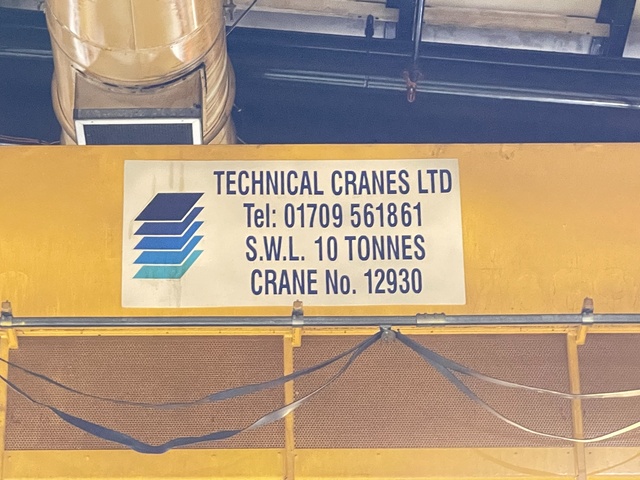 TECHNICAL CRANES LTD
Tel: 01709 561861
S.W.L. 10 TONNES
CRANE No. 12930